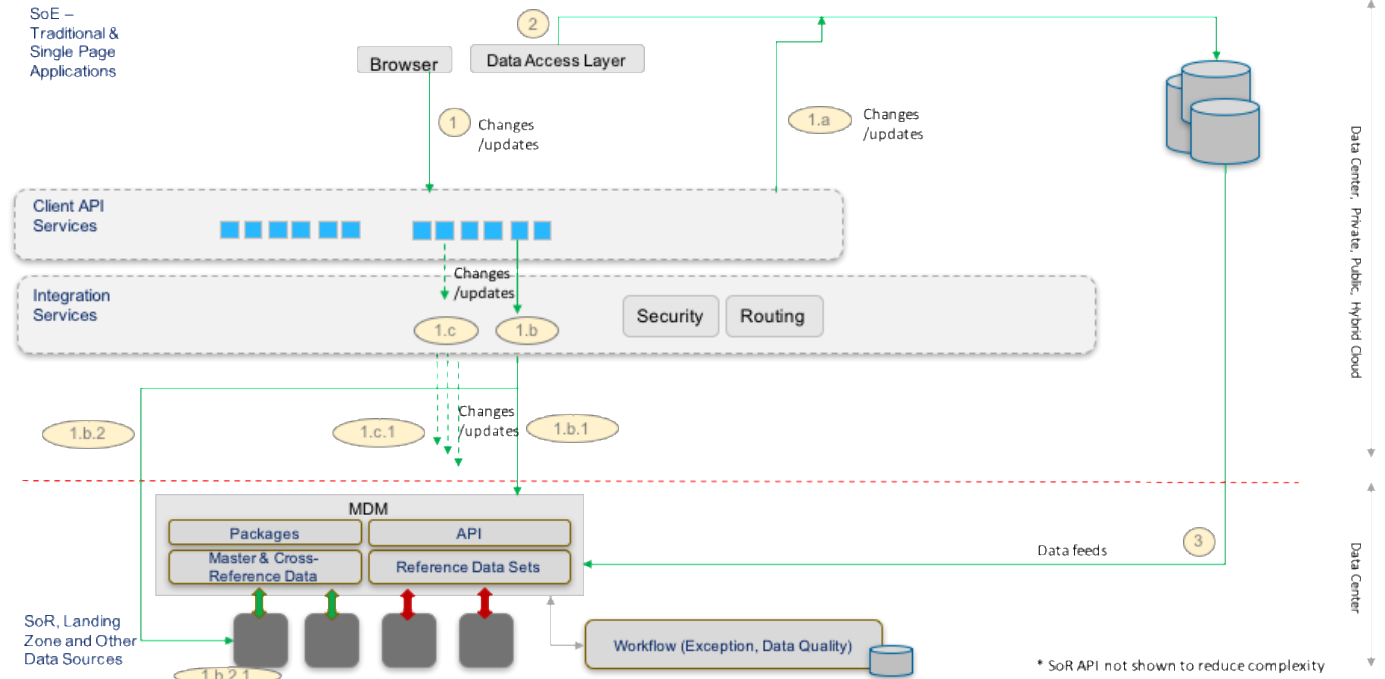 SoE –
Traditional &
Single Page
Applications
2
Browser
Data Access Layer
1
Changes
/updates
1.a
Changes
/updates
Data Center, Private, Public, Hybrid Cloud
Client API
Services
Changes
/updates
Integration
Services
1.c
1.b
Security
Routing
1.b.2
1.c.1
Changes
/updates
1.b.1
MDM
Packages
API
Master & Cross-
Reference Data
Reference Data Sets
Data feeds
3
Data Center
SoR, Landing
Zone and Other
Data Sources
1.b.2.1
Workflow (Exception, Data Quality)
* SoR API not shown to reduce complexity